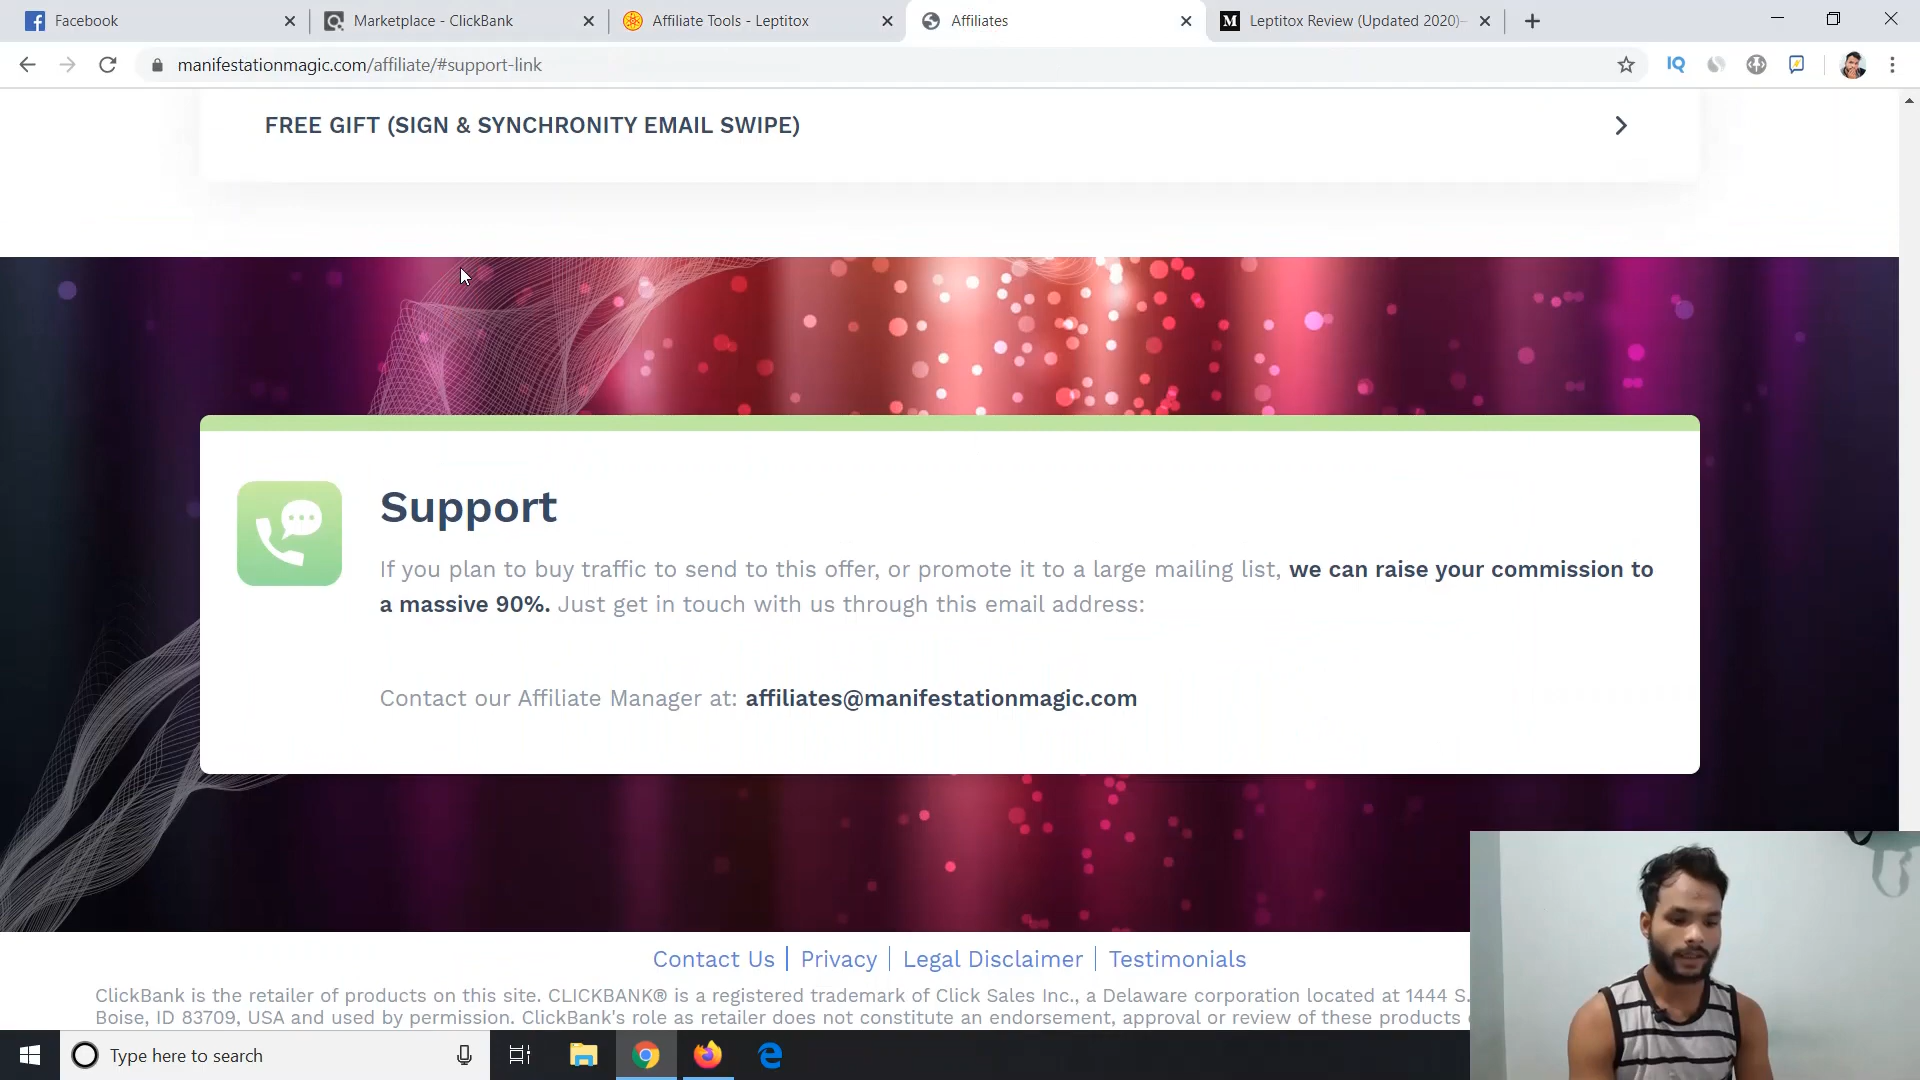 Facebook
Marketplace - ClickBank
Affiliate Tools - Leptitox
Affiliates
M
Leptitox Review (Updated 2020)–
manifestationmagic.com/affiliate/#support-link
IQ
FREE GIFT (SIGN & SYNCHRONITY EMAIL SWIPE)
Support
If you plan to buy traffic to send to this offer, or promote it to a large mailing list, we can raise your commission to
a massive 90%. Just get in touch with us through this email address:
Contact our Affiliate Manager at: affiliates@manifestationmagic.com
Contact Us | Privacy | Legal Disclaimer | Testimonials
ClickBank is the retailer of products on this site. CLICKBANK® is a registered trademark of Click Sales Inc., a Delaware corporation located at 1444 S.
Boise, ID 83709, USA and used by permission. ClickBank's role as retailer does not constitute an endorsement, approval or review of these products
Type here to search